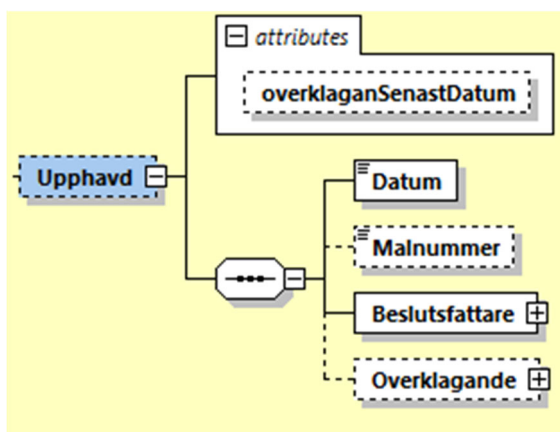 attributes
overklaganSenastDatum
Upphavd
Datum
Malnummer
Beslutsfattare
Overklagande